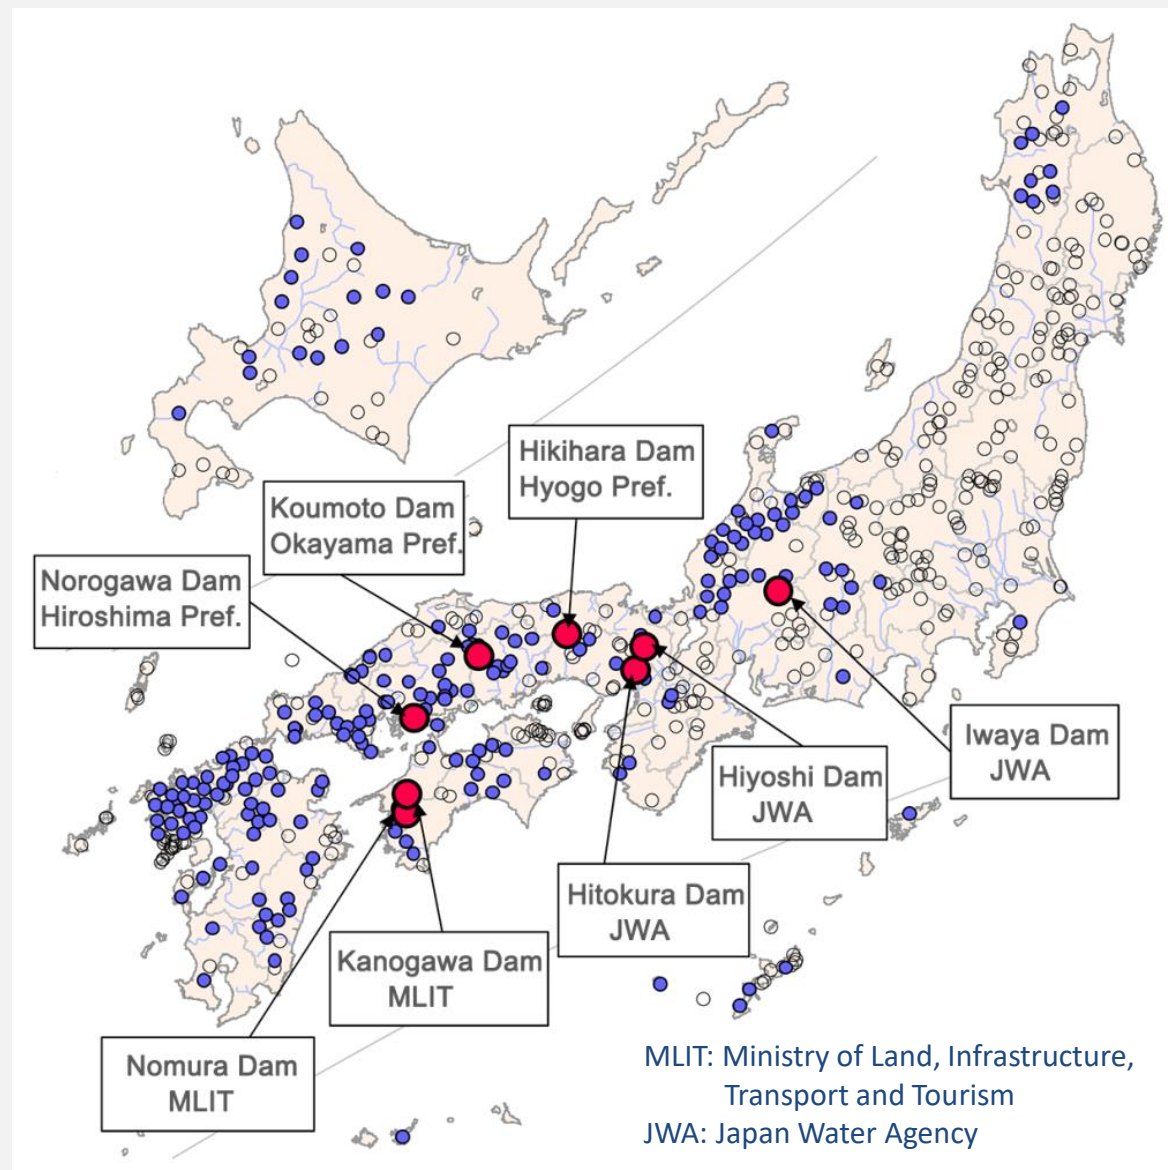 Hikihara Dam
Hyogo Pref.
Koumoto Dam
Okayama Pref.
Norogawa Dam
Hiroshima Pref.
Iwaya Dam
JWA
Hiyoshi Dam
JWA
Hitokura Dam
JWA
Kanogawa Dam
MLIT
Nomura Dam
MLIT
MLIT: Ministry of Land, Infrastructure,
Transport and Tourism
JWA: Japan Water Agency